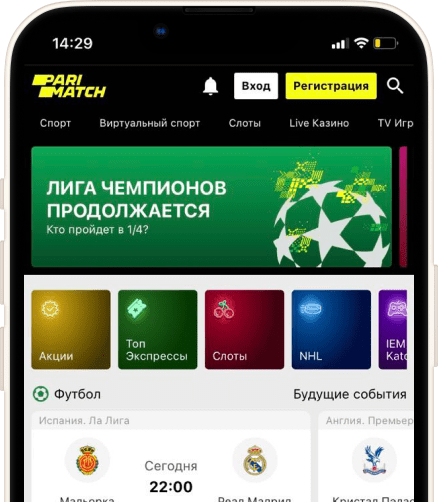 14:29
PARI
MATCH
Вход
Регистрация
Спорт Виртуальный спорт Слоты Live Казино TV Игр
ЛИГА ЧЕМПИОНОВ
ПРОДОЛЖАЕТСЯ
Кто пройдет в 1/4?
Акции
Топ
Экспрессы
Слоты
NHL
IEM
Katc
Футбол Будущие события
Испания. Ла Лига
Англия. Премьер
Сегодня
22:00
Мальорка
Реал Мадрид
Кристал Палас